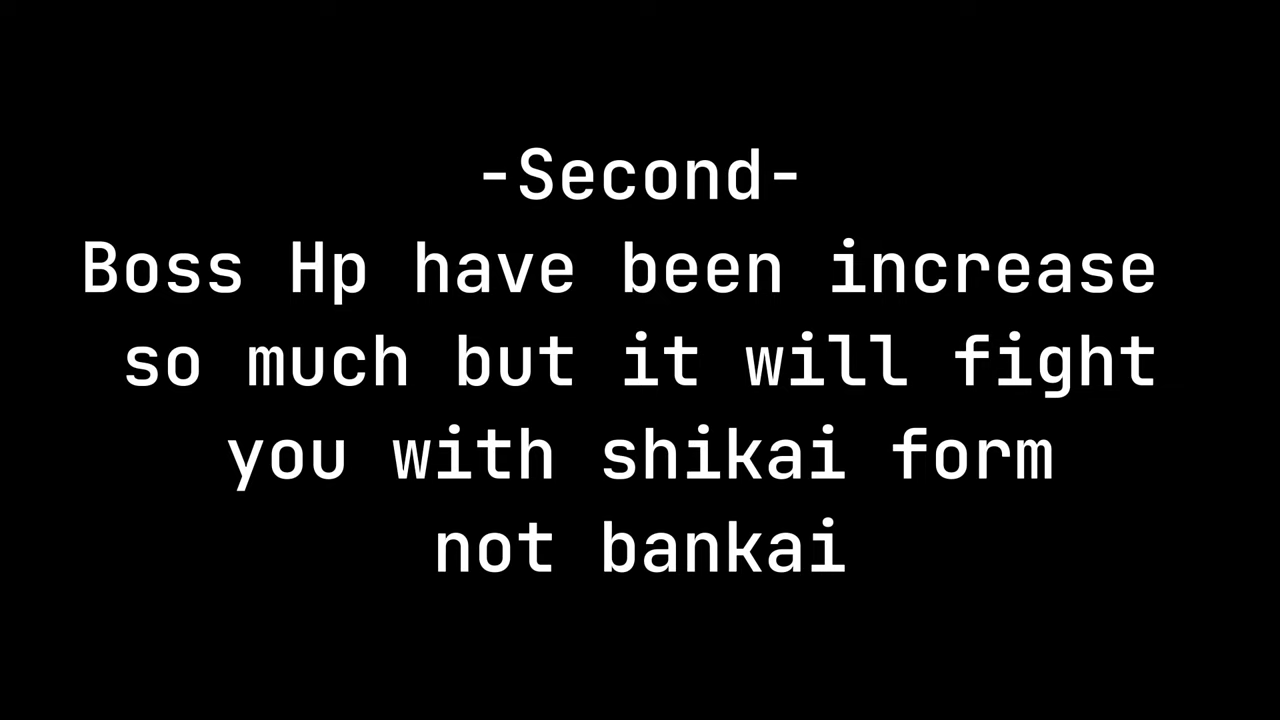 -Second-
Boss Hp have been increase
so much but it will fight
you with shikai form
not bankai